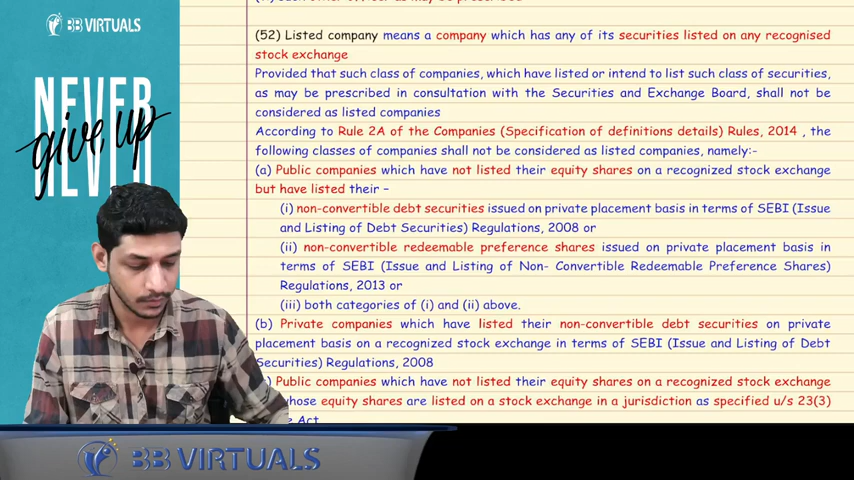 BB VIRTUALS
NEVER
give up
NEVER
(52) Listed company means a company which has any of its securities listed on any recognised
stock exchange
Provided that such class of companies, which have listed or intend to list such class of securities,
as may be prescribed in consultation with the Securities and Exchange Board, shall not be
considered as listed companies
According to Rule 2A of the Companies (Specification of definitions details) Rules, 2014 , the
following classes of companies shall not be considered as listed companies, namely:-
(a) Public companies which have not listed their equity shares on a recognized stock exchange
but have listed their –
(i) non-convertible debt securities issued on private placement basis in terms of SEBI (Issue
and Listing of Debt Securities) Regulations, 2008 or
(ii) non-convertible redeemable preference shares issued on private placement basis in
terms of SEBI (Issue and Listing of Non- Convertible Redeemable Preference Shares)
Regulations, 2013 or
(iii) both categories of (i) and (ii) above.
(b) Private companies which have listed their non-convertible debt securities on private
placement basis on a recognized stock exchange in terms of SEBI (Issue and Listing of Debt
Securities) Regulations, 2008
) Public companies which have not listed their equity shares on a recognized stock exchange
whose equity shares are listed on a stock exchange in a jurisdiction as specified u/s 23(3)
Act
BB VIRTUALS